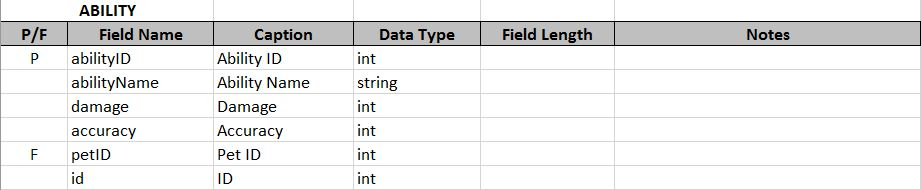 ABILITY
P/F Field Name Caption Data Type Field Length Notes
P abilityID Ability ID int
abilityName Ability Name string
damage Damage int
accuracy Accuracy int
F petID Pet ID int
id ID int